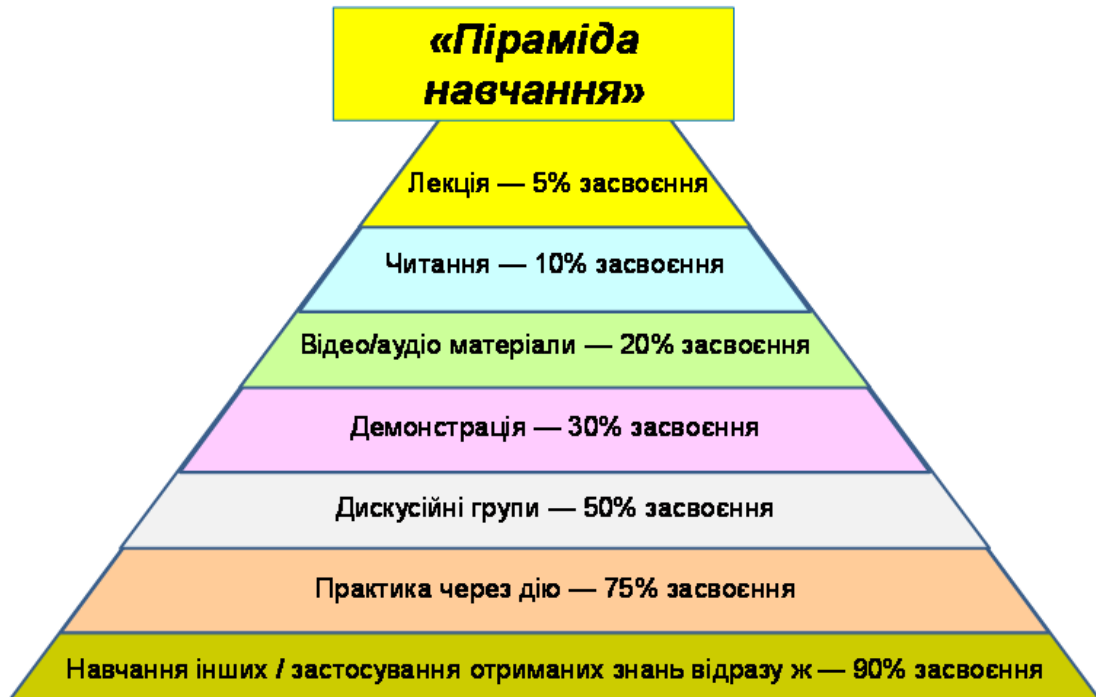 «Піраміда
навчання»
Лекція — 5% засвоєння
Читання — 10% засвоєння
Відео/аудіо матеріали — 20% засвоєння
Демонстрація — 30% засвоєння
Дискусійні групи — 50% засвоєння
Практика через дію — 75% засвоєння
Навчання інших / застосування отриманих знань відразу ж — 90% засвоєння